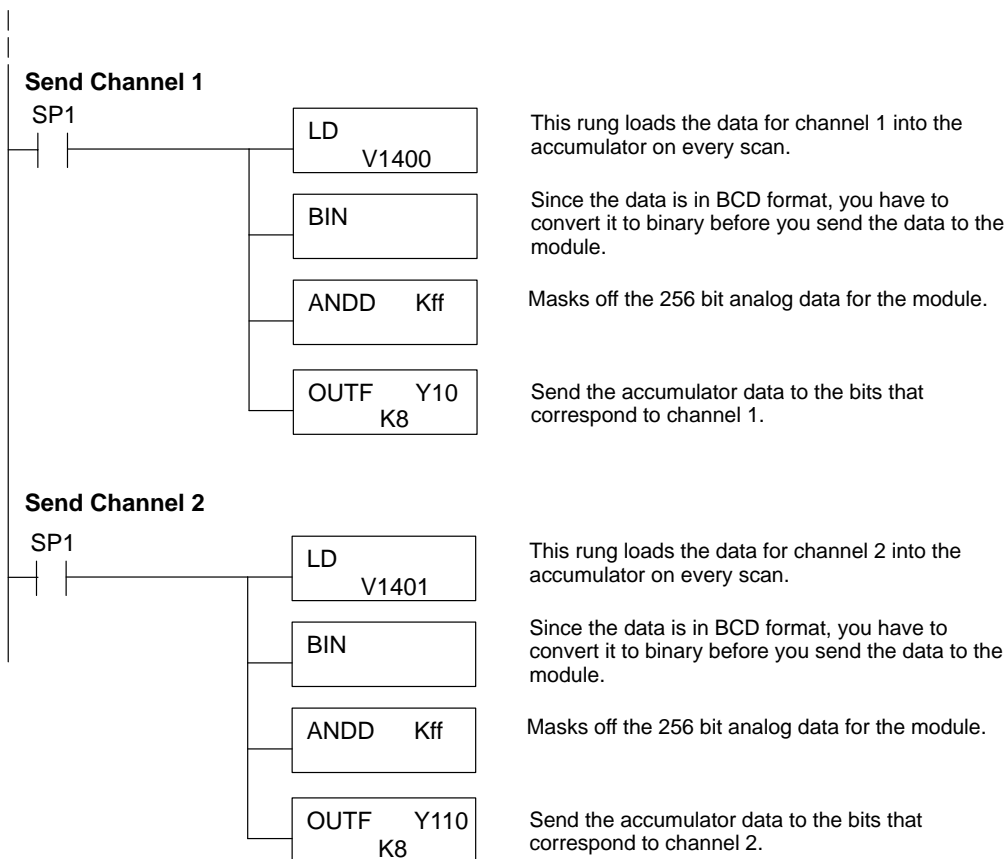 Send Channel 1
SP1
LD
V1400
This rung loads the data for channel 1 into the
accumulator on every scan.
BIN
Since the data is in BCD format, you have to
convert it to binary before you send the data to the
module.
ANDD Kff
Masks off the 256 bit analog data for the module.
OUTF Y10
K8
Send the accumulator data to the bits that
correspond to channel 1.
Send Channel 2
SP1
LD
V1401
This rung loads the data for channel 2 into the
accumulator on every scan.
BIN
Since the data is in BCD format, you have to
convert it to binary before you send the data to the
module.
ANDD Kff
Masks off the 256 bit analog data for the module.
OUTF Y110
K8
Send the accumulator data to the bits that
correspond to channel 2.